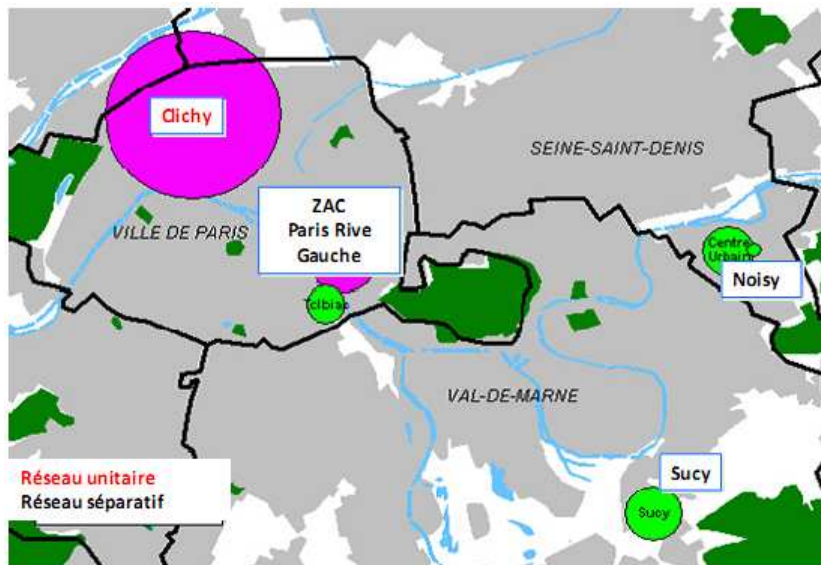 Clichy
SEINE-SAINT-DENIS
ZAC
Paris Rive
Gauche
VILLE DE PARIS
Centre
Urbain
Noisy
Tolbiac
VAL-DE-MARNE
Sucy
Réseau unitaire
Réseau séparatif
Sucy